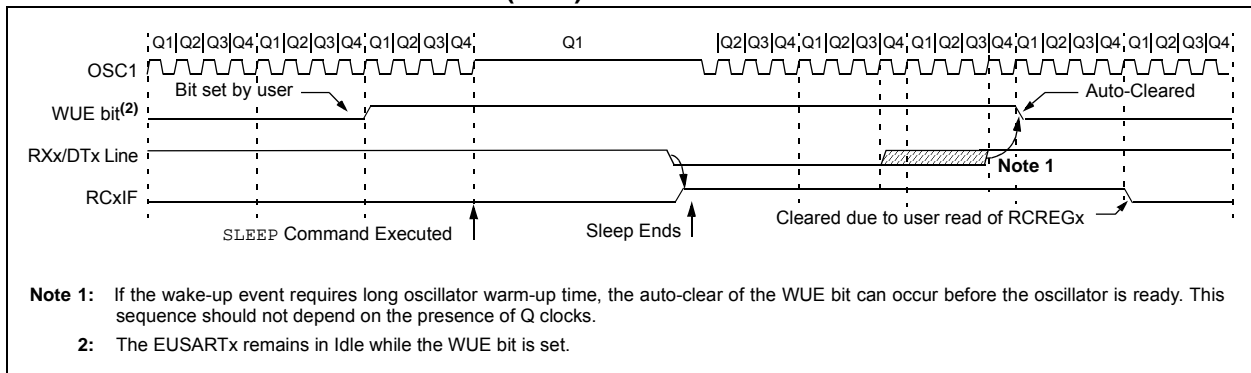 Q1 Q2 Q3 Q4 Q1 Q2 Q3 Q4 Q1 Q2 Q3 Q4 Q1 Q2 Q3 Q4 Q1 Q2 Q3 Q4 Q1 Q2 Q3 Q4 Q1 Q2 Q3 Q4 Q1 Q2 Q3 Q4
OSC1
Bit set by user
Auto-Cleared
WUE bit(2)
RXx/DTx Line
Note 1
RCxIF
Cleared due to user read of RCREGx
SLEEP Command Executed
Sleep Ends
Note 1: If the wake-up event requires long oscillator warm-up time, the auto-clear of the WUE bit can occur before the oscillator is ready. This
sequence should not depend on the presence of Q clocks.
2: The EUSARTx remains in Idle while the WUE bit is set.